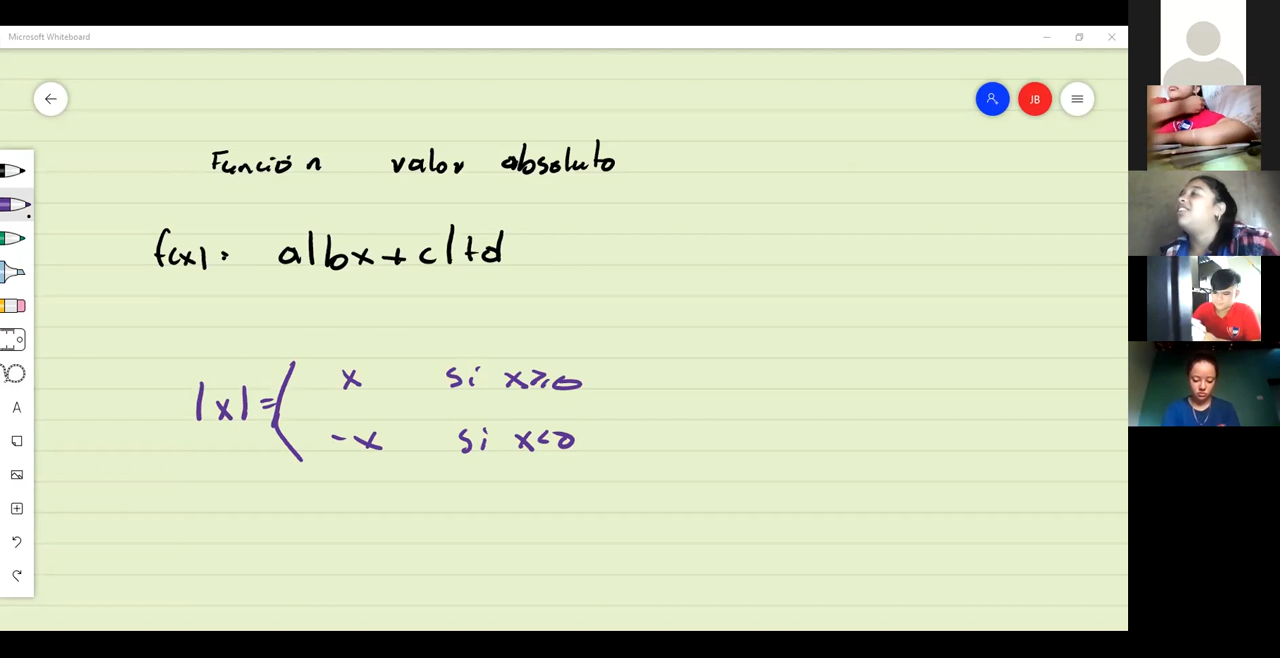 Microsoft Whiteboard
JB
Función valor absoluto
f(x): a|bx+c|+d
|x|=( x si x≥0
-x si x<0
A